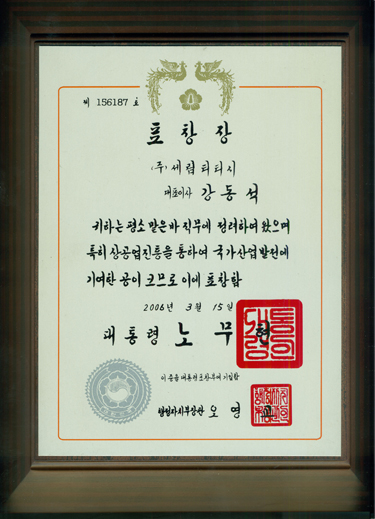 제 156187 호
표창장
(주)세림티티시
대표이사 강동석
귀하는 평소 맡은바 직무에 정려하여 왔으며
특히 상공업진흥을 통하여 국가산업발전에
기여한 공이 크므로 이에 표창함
2006년 3월 15일
대통령 노무현
이 증을 대통령표창부에 기입함
행정자치부장관 오영교